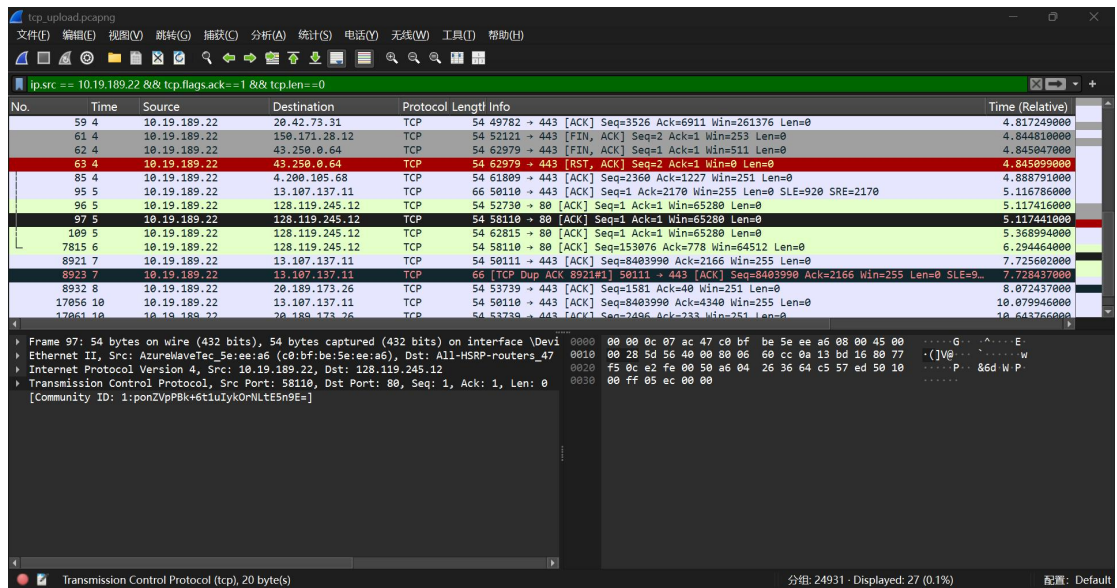 tcp_upload.pcapng
文件(F) 编辑(E) 视图(V) 跳转(G) 捕获(C) 分析(A) 统计(S) 电话(Y) 无线(W) 工具(T) 帮助(H)
ip.src == 10.19.189.22 && tcp.flags.ack==1 && tcp.len==0
No. Time Source Destination Protocol Length Info Time (Relative)
59 4 10.19.189.22 20.42.73.31 TCP 54 49782 → 443 [ACK] Seq=3526 Ack=6911 Win=261376 Len=0 4.817249000
61 4 10.19.189.22 150.171.28.12 TCP 54 52121 → 443 [FIN, ACK] Seq=2 Ack=1 Win=253 Len=0 4.844810000
62 4 10.19.189.22 43.250.0.64 TCP 54 62979 → 443 [FIN, ACK] Seq=1 Ack=1 Win=511 Len=0 4.845047000
63 4 10.19.189.22 43.250.0.64 TCP 54 62979 → 443 [RST, ACK] Seq=2 Ack=1 Win=0 Len=0 4.845099000
85 4 10.19.189.22 4.200.105.68 TCP 54 61809 → 443 [ACK] Seq=2360 Ack=1227 Win=251 Len=0 4.888791000
95 5 10.19.189.22 13.107.137.11 TCP 66 50110 → 443 [ACK] Seq=1 Ack=2170 Win=255 Len=0 SLE=920 SRE=2170 5.116786000
96 5 10.19.189.22 128.119.245.12 TCP 54 52730 → 80 [ACK] Seq=1 Ack=1 Win=65280 Len=0 5.117416000
97 5 10.19.189.22 128.119.245.12 TCP 54 58110 → 80 [ACK] Seq=1 Ack=1 Win=65280 Len=0 5.117441000
109 5 10.19.189.22 128.119.245.12 TCP 54 62815 → 80 [ACK] Seq=1 Ack=1 Win=65280 Len=0 5.368994000
7815 6 10.19.189.22 128.119.245.12 TCP 54 58110 → 80 [ACK] Seq=153076 Ack=778 Win=64512 Len=0 6.294464000
8921 7 10.19.189.22 13.107.137.11 TCP 54 50111 → 443 [ACK] Seq=8403990 Ack=2166 Win=255 Len=0 7.725602000
8923 7 10.19.189.22 13.107.137.11 TCP 66 [TCP Dup ACK 8921#1] 50111 → 443 [ACK] Seq=8403990 Ack=2166 Win=255 Len=0 SLE=9… 7.728437000
8932 8 10.19.189.22 20.189.173.26 TCP 54 53739 → 443 [ACK] Seq=1581 Ack=40 Win=251 Len=0 8.072437000
17056 10 10.19.189.22 13.107.137.11 TCP 54 50110 → 443 [ACK] Seq=8403990 Ack=4340 Win=255 Len=0 10.079946000
17061 10 10.19.189.22 20.189.173.26 TCP 54 53739 → 443 [ACK] Seq=2496 Ack=233 Win=251 Len=0 10.643766000
Frame 97: 54 bytes on wire (432 bits), 54 bytes captured (432 bits) on interface \Devi
Ethernet II, Src: AzureWaveTec_5e:ee:a6 (c0:bf:be:5e:ee:a6), Dst: All-HSRP-routers_47
Internet Protocol Version 4, Src: 10.19.189.22, Dst: 128.119.245.12
Transmission Control Protocol, Src Port: 58110, Dst Port: 80, Seq: 1, Ack: 1, Len: 0
[Community ID: 1:ponZVpPBk+6t1uIykOrNLtE5n9E=]
0000 00 00 0c 07 ac 47 c0 bf be 5e ee a6 08 00 45 00 ·····G·· ·^····E·
0010 00 28 5d 56 40 00 80 06 60 cc 0a 13 bd 16 80 77 ·(]V@··· `······w
0020 f5 0c e2 fe 00 50 a6 04 26 36 64 c5 57 ed 50 10 ·····P·· &6d·W·P·
0030 00 ff 05 ec 00 00 ······
Transmission Control Protocol (tcp), 20 byte(s)
分组: 24931 · Displayed: 27 (0.1%)
配置: Default